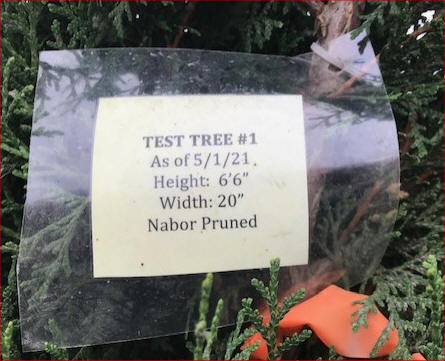 TEST TREE #1
As of 5/1/21.
Height:  6'6"
Width: 20"
Nabor Pruned